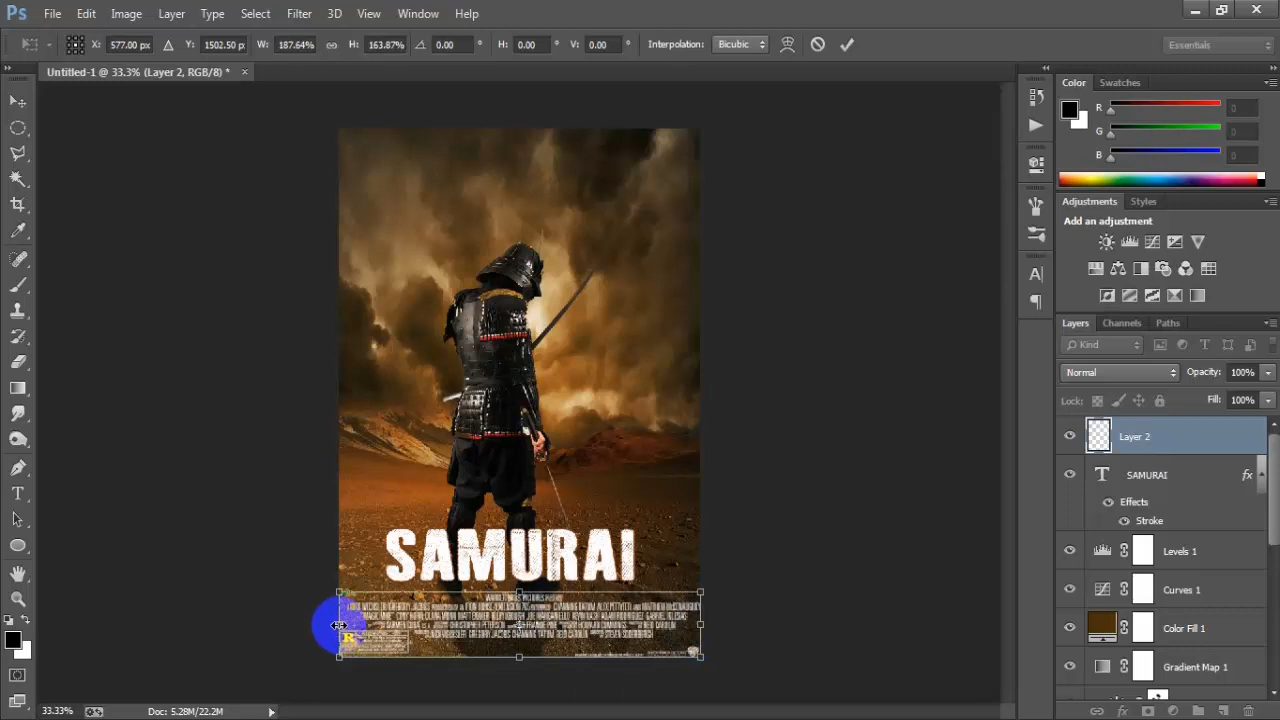 Ps File Edit Image Layer Type Select Filter 3D View Window Help
X: 577.00 px Y: 1502.50 p W: 187.64% H: 163.87% 0.00 ° H: 0.00 ° V: 0.00 ° Interpolation: Bicubic Essentials
Untitled-1 @ 33.3% (Layer 2, RGB/8) * ×
Color Swatches
R 0
G 0
B 0
Adjustments Styles
Add an adjustment
Layers Channels Paths
Kind
Normal Opacity: 100%
Lock: Fill: 100%
Layer 2
SAMURAI fx
Effects
Stroke
Levels 1
Curves 1
Color Fill 1
Gradient Map 1
SAMURAI
R
33.33% Doc: 5.28M/22.2M